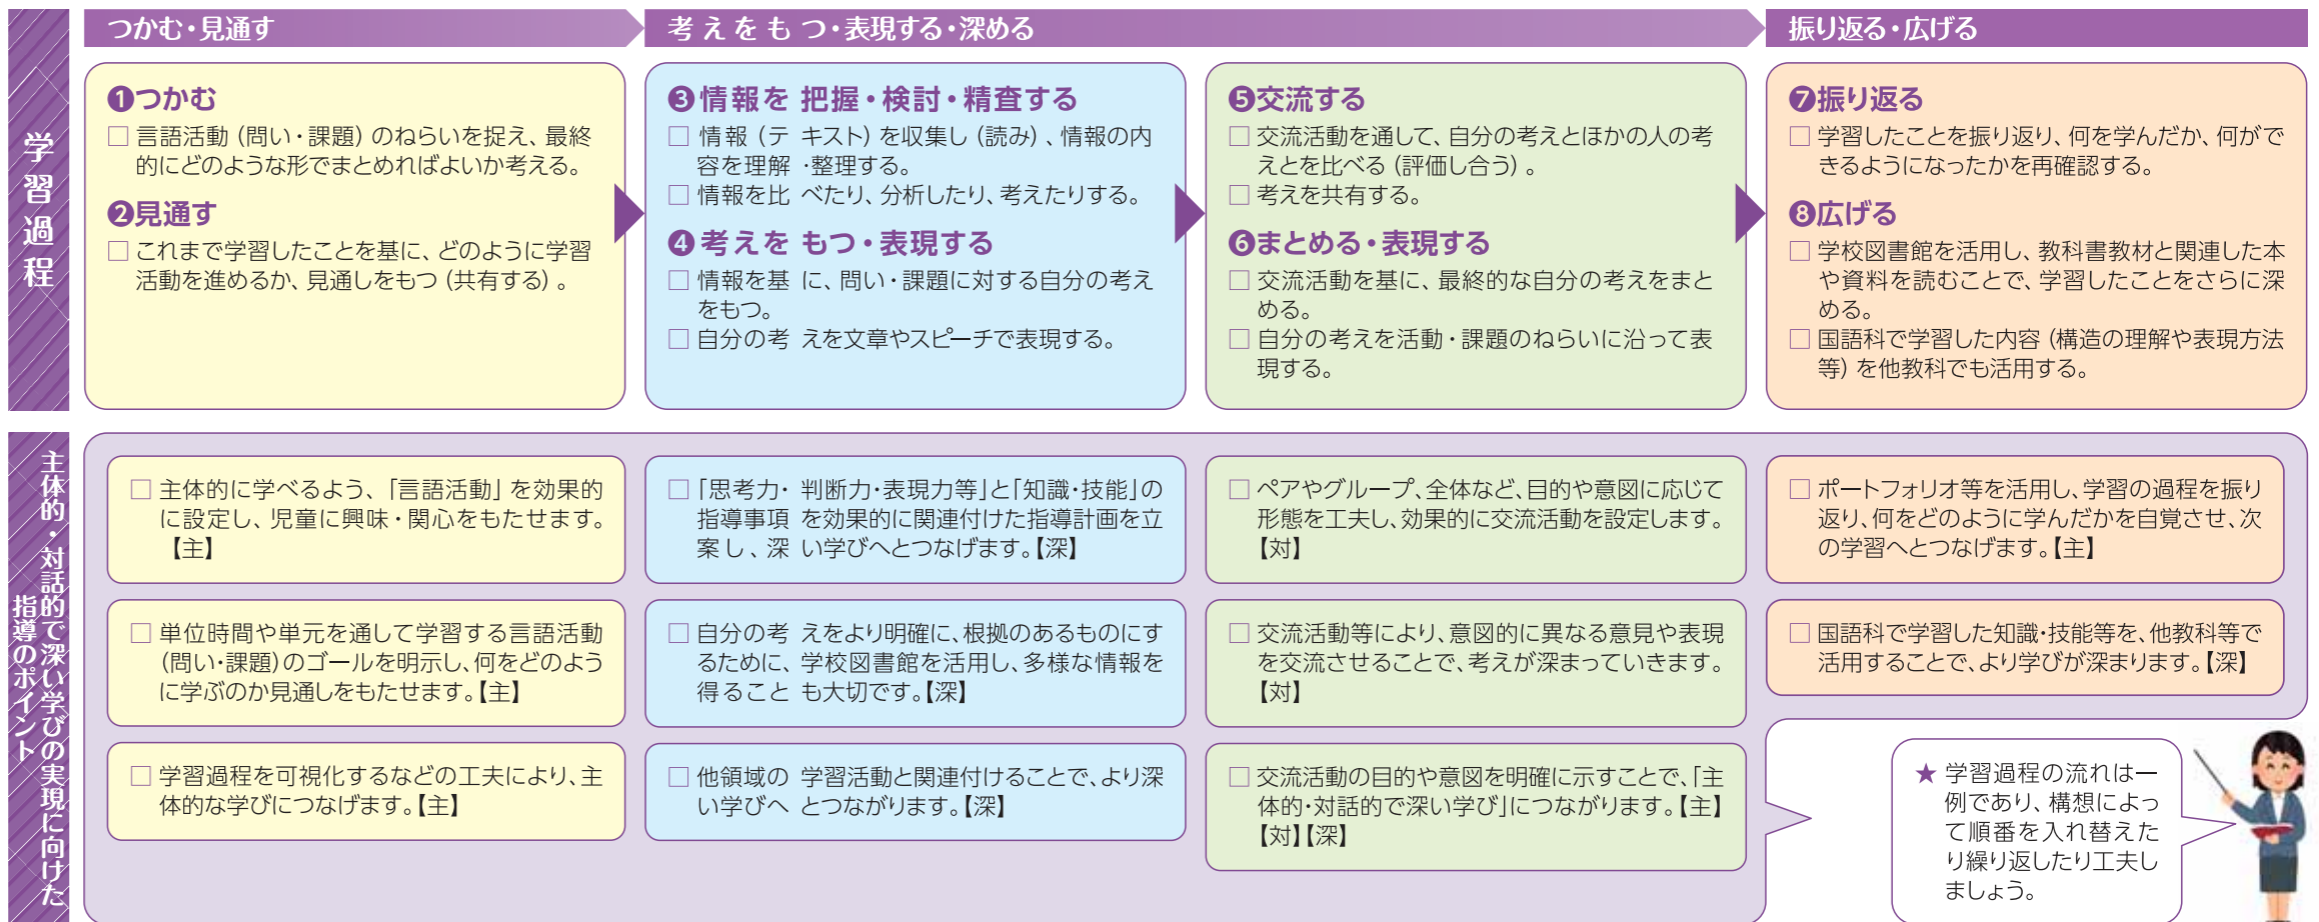 学習過程
つかむ・見通す
考えをもつ・表現する・深める
振り返る・広げる
❶つかむ
□ 言語活動（問い・課題）のねらいを捉え、最終
的にどのような形でまとめればよいか考える。
❷見通す
□ これまで学習したことを基に、どのように学習
活動を進めるか、見通しをもつ（共有する）。
❸情報を 把握・検討・精査する
□ 情報（テ キスト）を収集し（読み）、情報の内
容を理解 ・整理する。
□ 情報を比 べたり、分析したり、考えたりする。
❹考えを もつ・表現する
□ 情報を基 に、問い・課題に対する自分の考え
をもつ。
□ 自分の考 えを文章やスピーチで表現する。
❺交流する
□ 交流活動を通して、自分の考えとほかの人の考
えとを比べる（評価し合う）。
□ 考えを共有する。
❻まとめる・表現する
□ 交流活動を基に、最終的な自分の考えをまと
める。
□ 自分の考えを活動・課題のねらいに沿って表
現する。
❼振り返る
□ 学習したことを振り返り、何を学んだか、何がで
きるようになったかを再確認する。
❽広げる
□ 学校図書館を活用し、教科書教材と関連した本
や資料を読むことで、学習したことをさらに深
める。
□ 国語科で学習した内容（構造の理解や表現方法
等）を他教科でも活用する。
主体的・対話的で深い学びの実現に向けた
指導のポイント
□ 主体的に学べるよう、「言語活動」を効果的
に設定し、児童に興味・関心をもたせます。
【主】
□ 単位時間や単元を通して学習する言語活動
（問い・課題）のゴールを明示し、何をどのよう
に学ぶのか見通しをもたせます。【主】
□ 学習過程を可視化するなどの工夫により、主
体的な学びにつなげます。【主】
□ 「思考力・ 判断力・表現力等」と「知識・技能」の
指導事項 を効果的に関連付けた指導計画を立
案し、深 い学びへとつなげます。【深】
□ 自分の考 えをより明確に、根拠のあるものにす
るために、 学校図書館を活用し、多様な情報を
得ること も大切です。【深】
□ 他領域の 学習活動と関連付けることで、より深
い学びへ とつながります。【深】
□ ペアやグループ、全体など、目的や意図に応じて
形態を工夫し、効果的に交流活動を設定します。
【対】
□ 交流活動等により、意図的に異なる意見や表現
を交流させることで、考えが深まっていきます。
【対】
□ 交流活動の目的や意図を明確に示すことで、「主
体的・対話的で深い学び」につながります。【主】
【対】【深】
□ ポートフォリオ等を活用し、学習の過程を振り
返り、何をどのように学んだかを自覚させ、次
の学習へとつなげます。【主】
□ 国語科で学習した知識・技能等を、他教科等で
活用することで、より学びが深まります。【深】
★ 学習過程の流れは一
例であり、構想によっ
て順番を入れ替えた
り繰り返したり工夫し
ましょう。